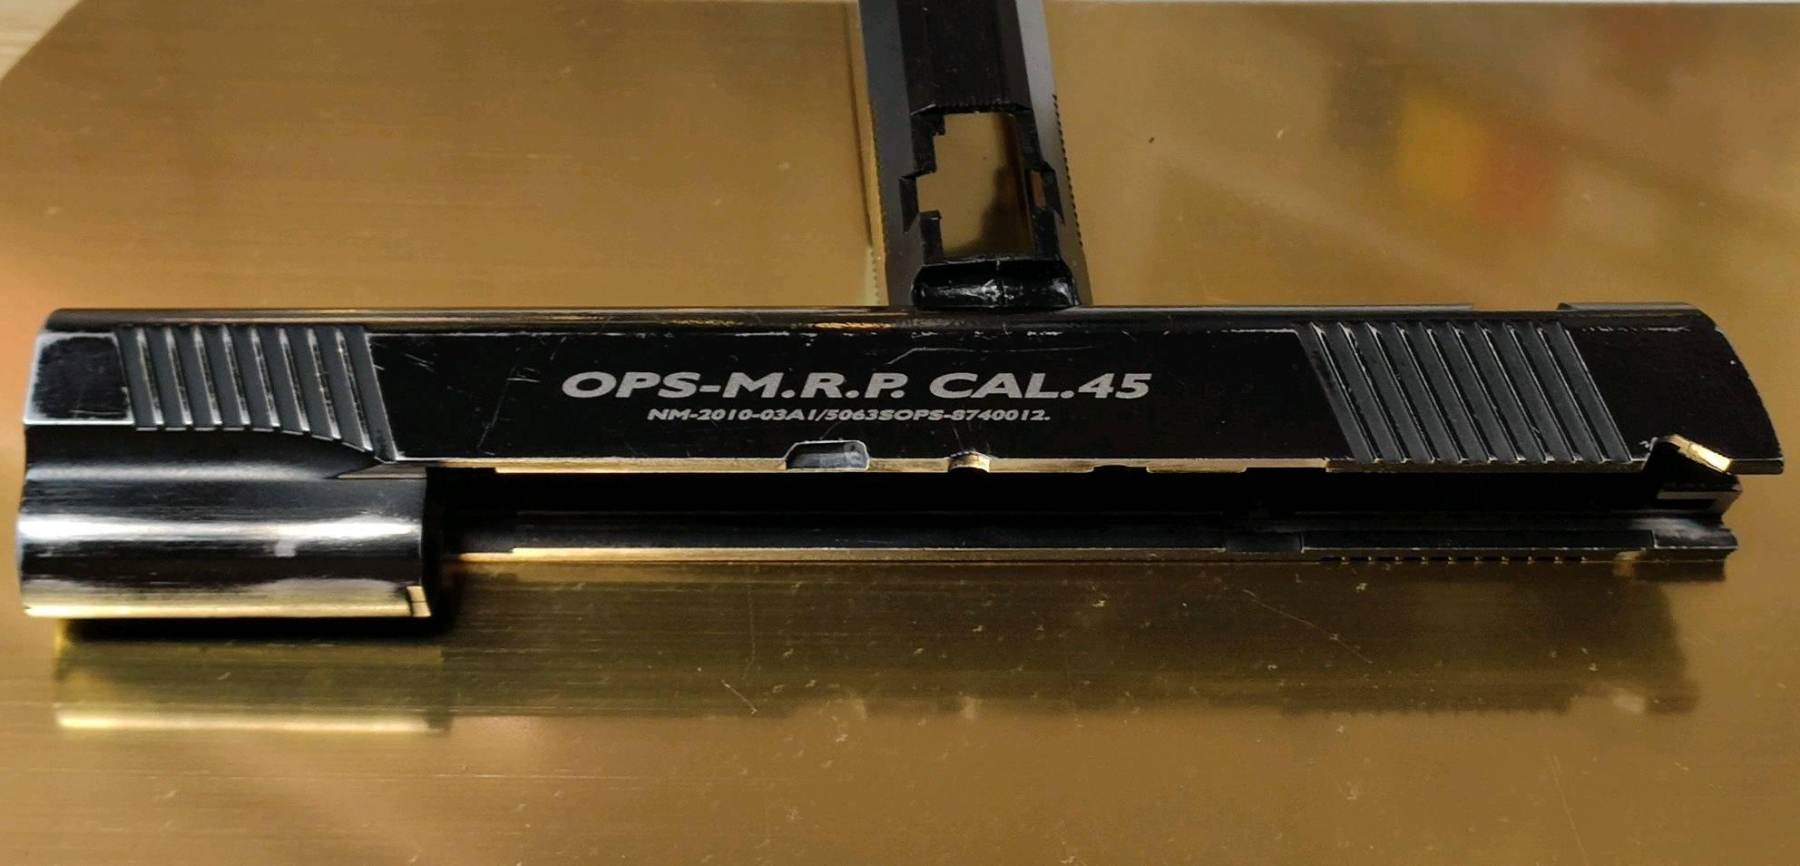 OPS-M.R.P. CAL.45
NM-2010-03A1/5063SOPS-8740012.